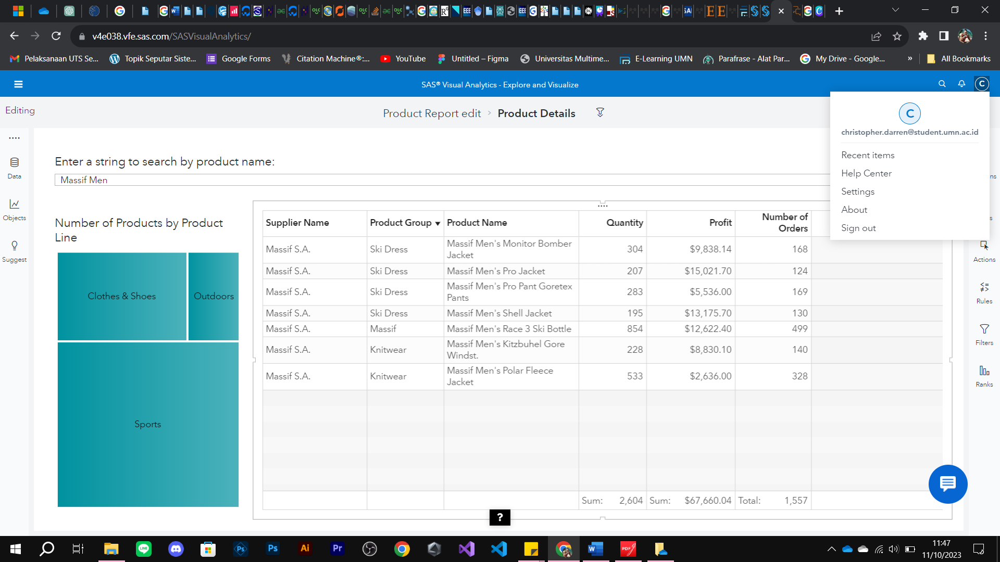 v4e038.vfe.sas.com/SASVisualAnalytics/
Pelaksanaan UTS Se...
Topik Seputar Siste...
Google Forms
Citation Machine®:...
YouTube
Untitled – Figma
Universitas Multime...
E-Learning UMN
Parafrase - Alat Par...
My Drive - Google...
»
All Bookmarks
SAS® Visual Analytics - Explore and Visualize
C
Editing
Product Report edit > Product Details
C
christopher.darren@student.umn.ac.id
Recent items
Help Center
Settings
About
Sign out
Data
Objects
Suggest
Enter a string to search by product name:
Massif Men
Number of Products by Product
Line
Clothes & Shoes
Outdoors
Sports
Supplier Name Product Group Product Name Quantity Profit Number of Orders
Massif S.A. Ski Dress Massif Men's Monitor Bomber Jacket 304 $9,838.14 168
Massif S.A. Ski Dress Massif Men's Pro Jacket 207 $15,021.70 124
Massif S.A. Ski Dress Massif Men's Pro Pant Goretex Pants 283 $5,536.00 169
Massif S.A. Ski Dress Massif Men's Shell Jacket 195 $13,175.70 130
Massif S.A. Massif Massif Men's Race 3 Ski Bottle 854 $12,622.40 499
Massif S.A. Knitwear Massif Men's Kitzbuhel Gore Windst. 228 $8,830.10 140
Massif S.A. Knitwear Massif Men's Polar Fleece Jacket 533 $2,636.00 328
Sum: 2,604 Sum: $67,660.04 Total: 1,557
?
ns
s
Actions
Rules
Filters
Ranks
LINE
Ps
Ps
Ai
Pr
W
PDF
11:47
11/10/2023